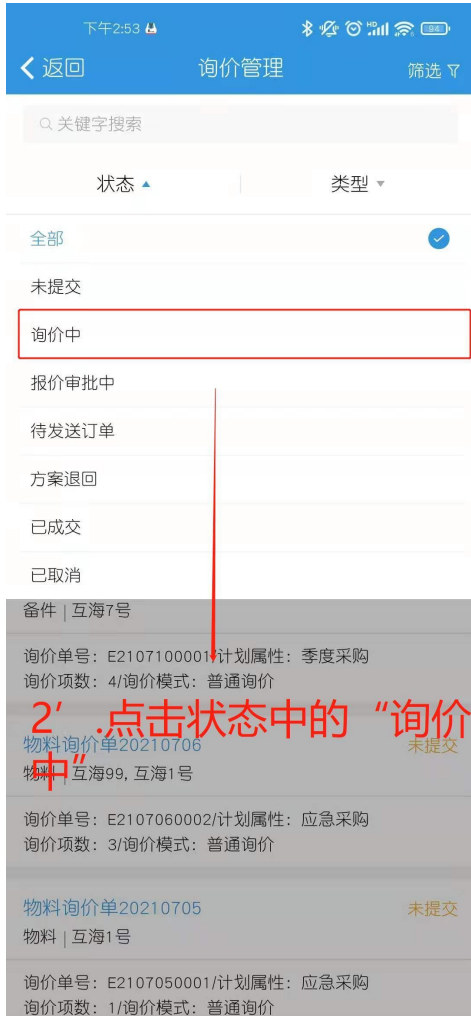 下午2:53
HD
94
返回
询价管理
筛选
关键字搜索
状态
类型
全部
未提交
询价中
报价审批中
待发送订单
方案退回
已成交
已取消
备件 | 互海7号
询价单号：E2107100001/计划属性：季度采购
询价项数：4/询价模式：普通询价
2’ .点击状态中的“询价
中”
物料询价单20210706
未提交
物料 | 互海99, 互海1号
询价单号：E2107060002/计划属性：应急采购
询价项数：3/询价模式：普通询价
物料询价单20210705
未提交
物料 | 互海1号
询价单号：E2107050001/计划属性：应急采购
询价项数：1/询价模式：普通询价